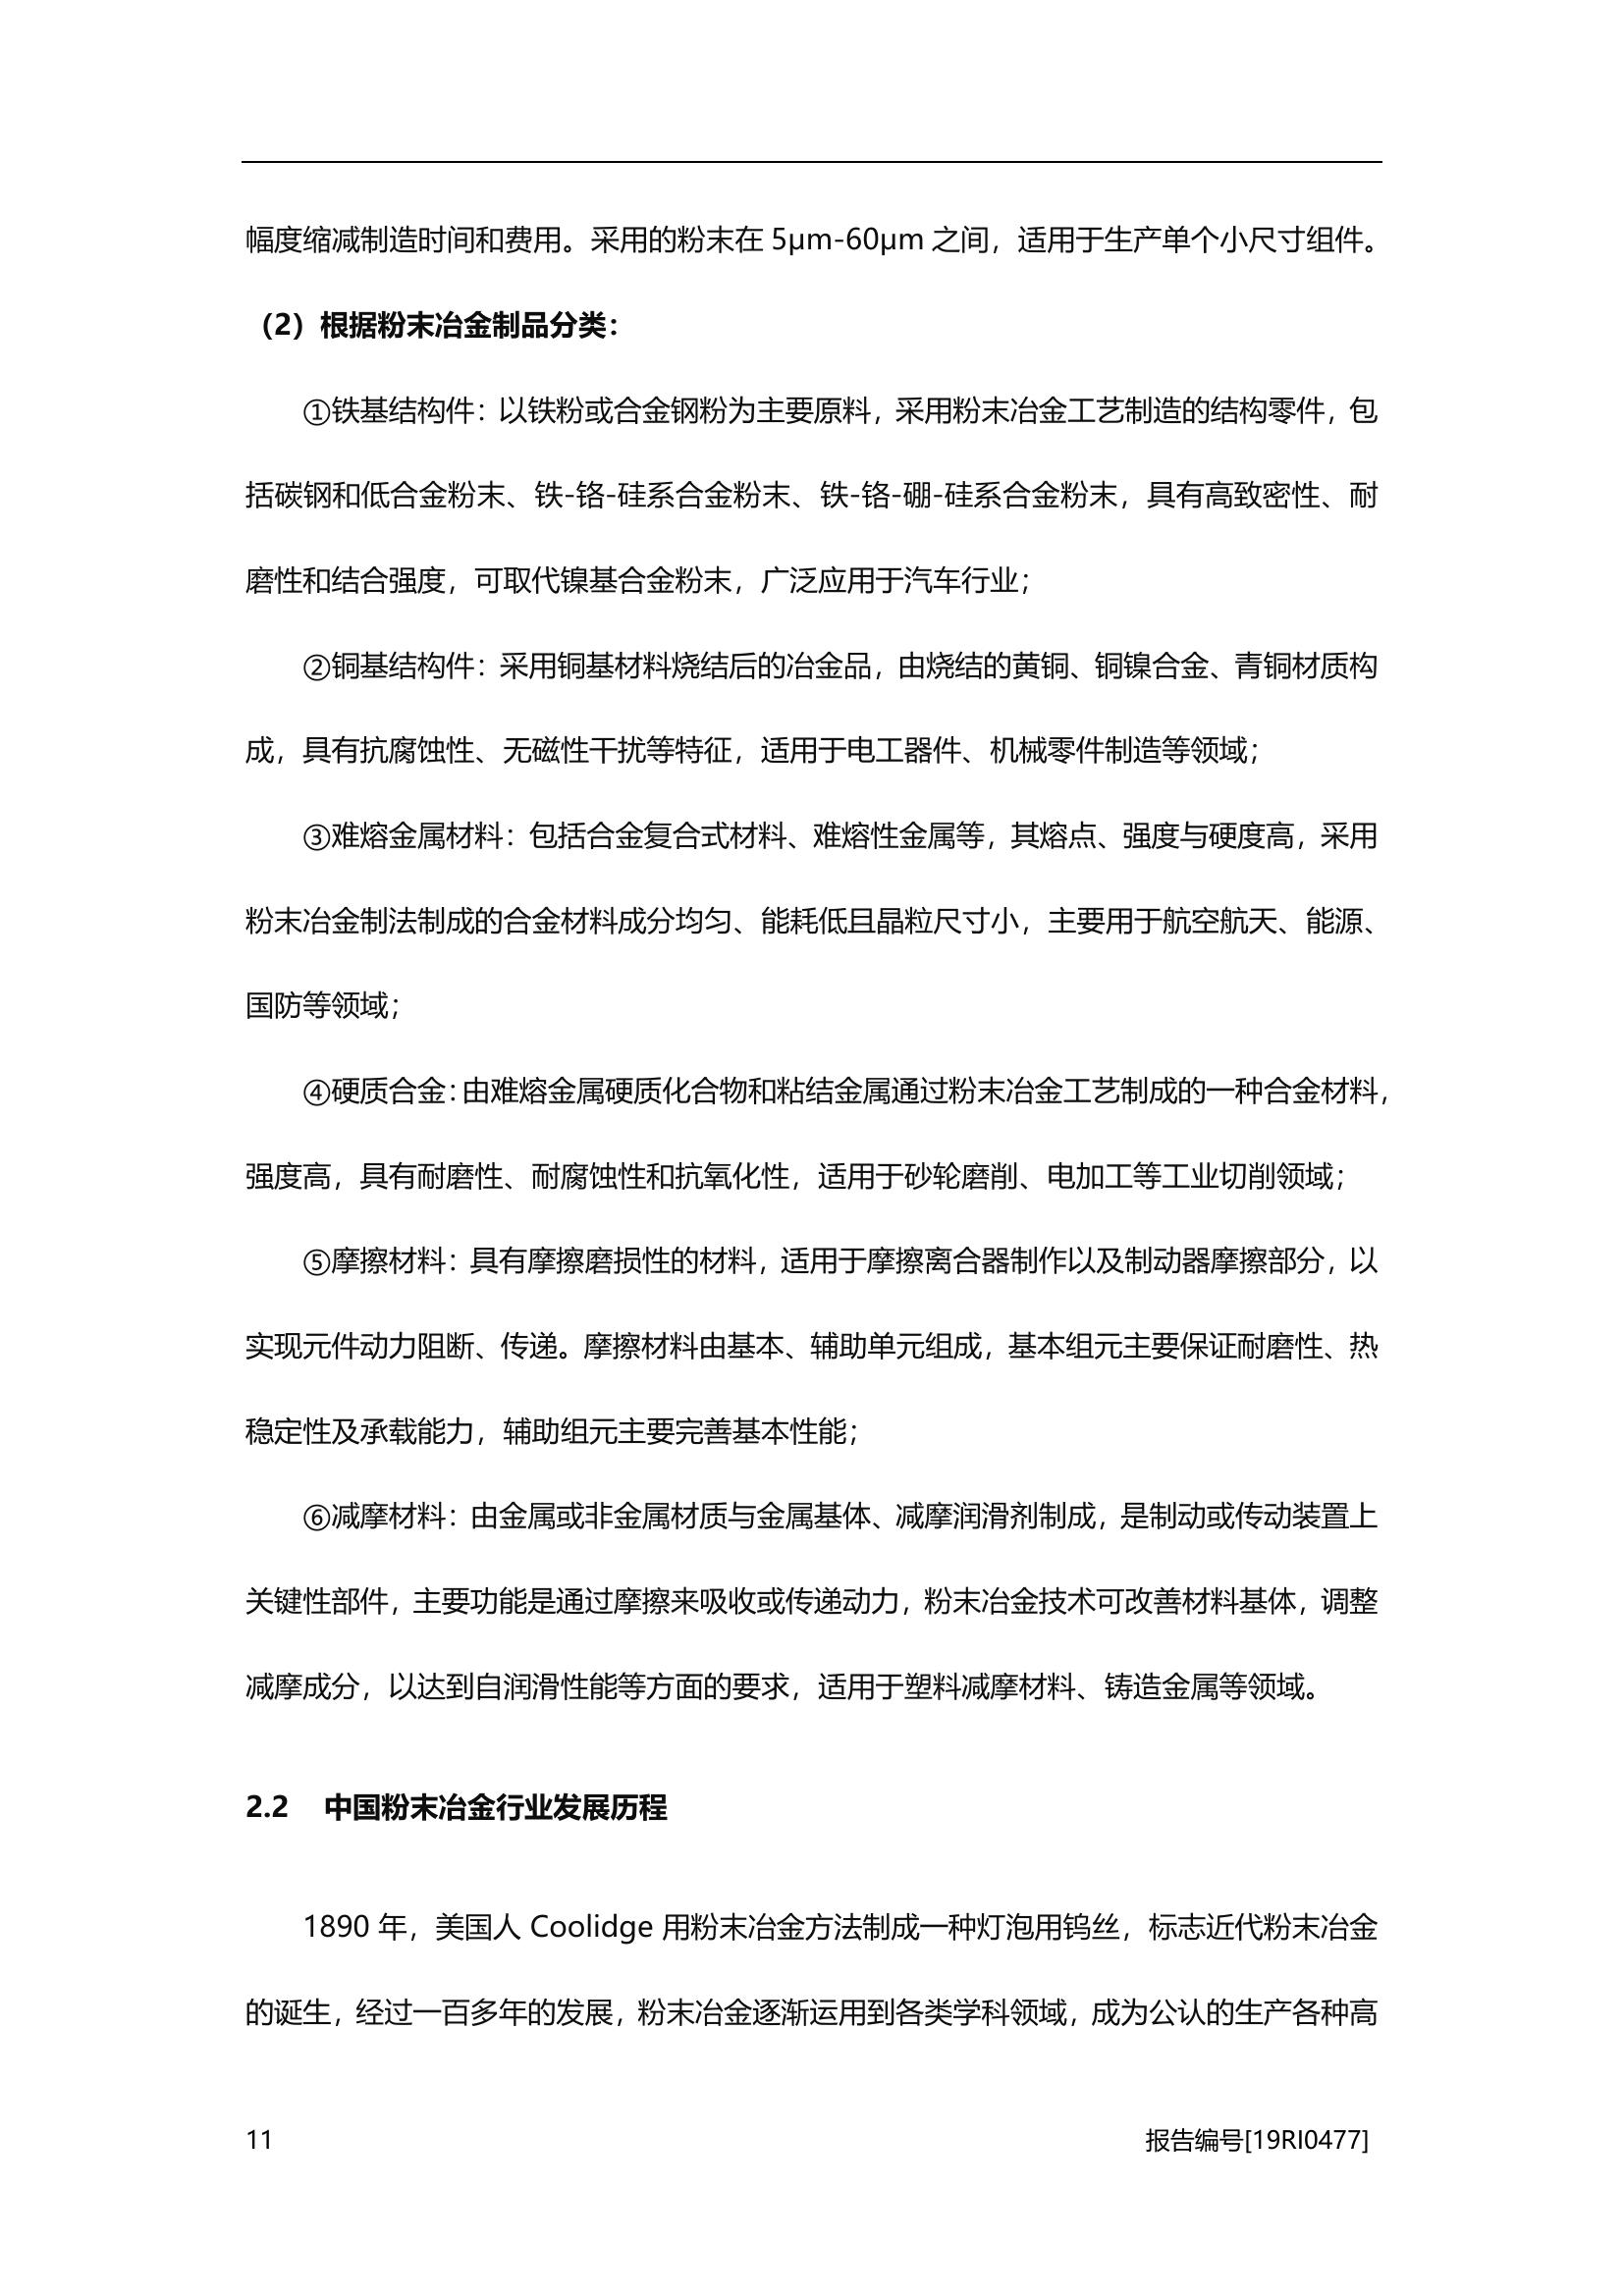 幅度缩减制造时间和费用。采用的粉末在 5μm-60μm 之间，适用于生产单个小尺寸组件。
（2）根据粉末冶金制品分类：
①铁基结构件：以铁粉或合金钢粉为主要原料，采用粉末冶金工艺制造的结构零件，包
括碳钢和低合金粉末、铁-铬-硅系合金粉末、铁-铬-硼-硅系合金粉末，具有高致密性、耐
磨性和结合强度，可取代镍基合金粉末，广泛应用于汽车行业；
②铜基结构件：采用铜基材料烧结后的冶金品，由烧结的黄铜、铜镍合金、青铜材质构
成，具有抗腐蚀性、无磁性干扰等特征，适用于电工器件、机械零件制造等领域；
③难熔金属材料：包括合金复合式材料、难熔性金属等，其熔点、强度与硬度高，采用
粉末冶金制法制成的合金材料成分均匀、能耗低且晶粒尺寸小，主要用于航空航天、能源、
国防等领域；
④硬质合金：由难熔金属硬质化合物和粘结金属通过粉末冶金工艺制成的一种合金材料，
强度高，具有耐磨性、耐腐蚀性和抗氧化性，适用于砂轮磨削、电加工等工业切削领域；
⑤摩擦材料：具有摩擦磨损性的材料，适用于摩擦离合器制作以及制动器摩擦部分，以
实现元件动力阻断、传递。摩擦材料由基本、辅助单元组成，基本组元主要保证耐磨性、热
稳定性及承载能力，辅助组元主要完善基本性能；
⑥减摩材料：由金属或非金属材质与金属基体、减摩润滑剂制成，是制动或传动装置上
关键性部件，主要功能是通过摩擦来吸收或传递动力，粉末冶金技术可改善材料基体，调整
减摩成分，以达到自润滑性能等方面的要求，适用于塑料减摩材料、铸造金属等领域。
2.2 中国粉末冶金行业发展历程
1890 年，美国人 Coolidge 用粉末冶金方法制成一种灯泡用钨丝，标志近代粉末冶金
的诞生，经过一百多年的发展，粉末冶金逐渐运用到各类学科领域，成为公认的生产各种高
11 报告编号[19RI0477]